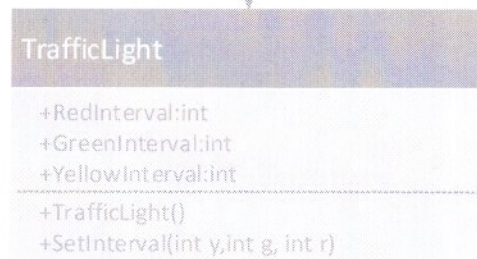 TrafficLight
+RedInterval:int
+GreenInterval:int
+YellowInterval:int
+TrafficLight()
+SetInterval(int y,int g, int r)